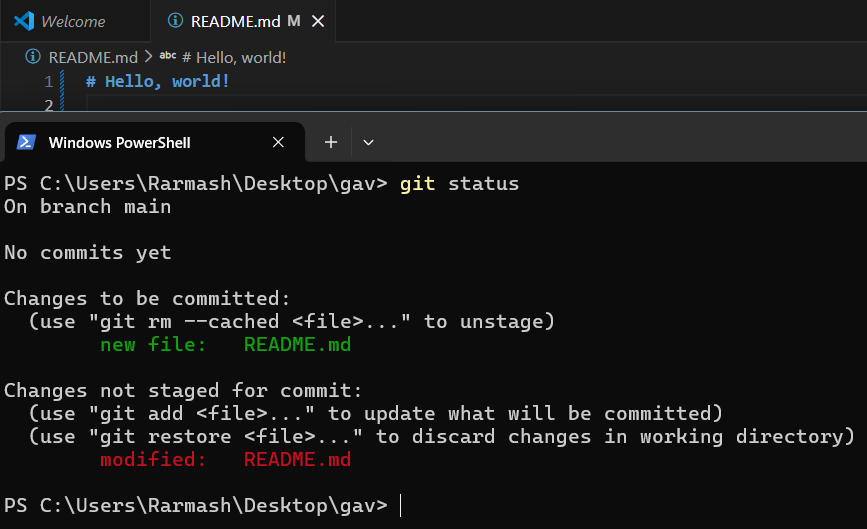 Welcome
README.md M
README.md > abc # Hello, world!
1 # Hello, world!
2
Windows PowerShell
PS C:\Users\Rarmash\Desktop\gav> git status
On branch main
No commits yet
Changes to be committed:
(use "git rm --cached <file>..." to unstage)
new file: README.md
Changes not staged for commit:
(use "git add <file>..." to update what will be committed)
(use "git restore <file>..." to discard changes in working directory)
modified: README.md
PS C:\Users\Rarmash\Desktop\gav>